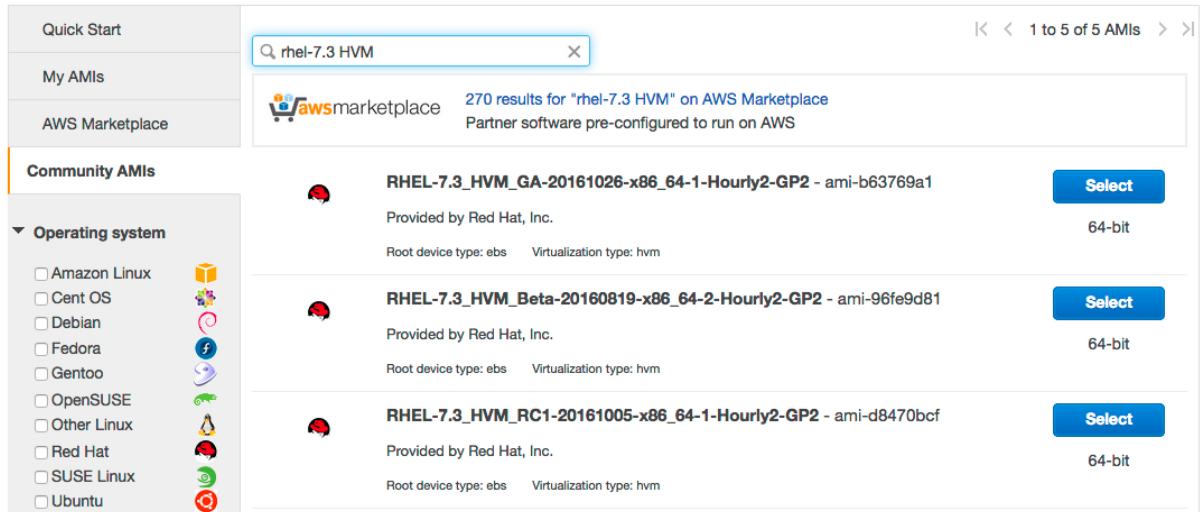 Quick Start
My AMIs
AWS Marketplace
Community AMIs
Operating system
Amazon Linux
Cent OS
Debian
Fedora
Gentoo
OpenSUSE
Other Linux
Red Hat
SUSE Linux
Ubuntu
1 to 5 of 5 AMIs
rhel-7.3 HVM
awsmarketplace
270 results for "rhel-7.3 HVM" on AWS Marketplace
Partner software pre-configured to run on AWS
RHEL-7.3_HVM_GA-20161026-x86_64-1-Hourly2-GP2 - ami-b63769a1
Select
Provided by Red Hat, Inc.
64-bit
Root device type: ebs Virtualization type: hvm
RHEL-7.3_HVM_Beta-20160819-x86_64-2-Hourly2-GP2 - ami-96fe9d81
Select
Provided by Red Hat, Inc.
64-bit
Root device type: ebs Virtualization type: hvm
RHEL-7.3_HVM_RC1-20161005-x86_64-1-Hourly2-GP2 - ami-d8470bcf
Select
Provided by Red Hat, Inc.
64-bit
Root device type: ebs Virtualization type: hvm